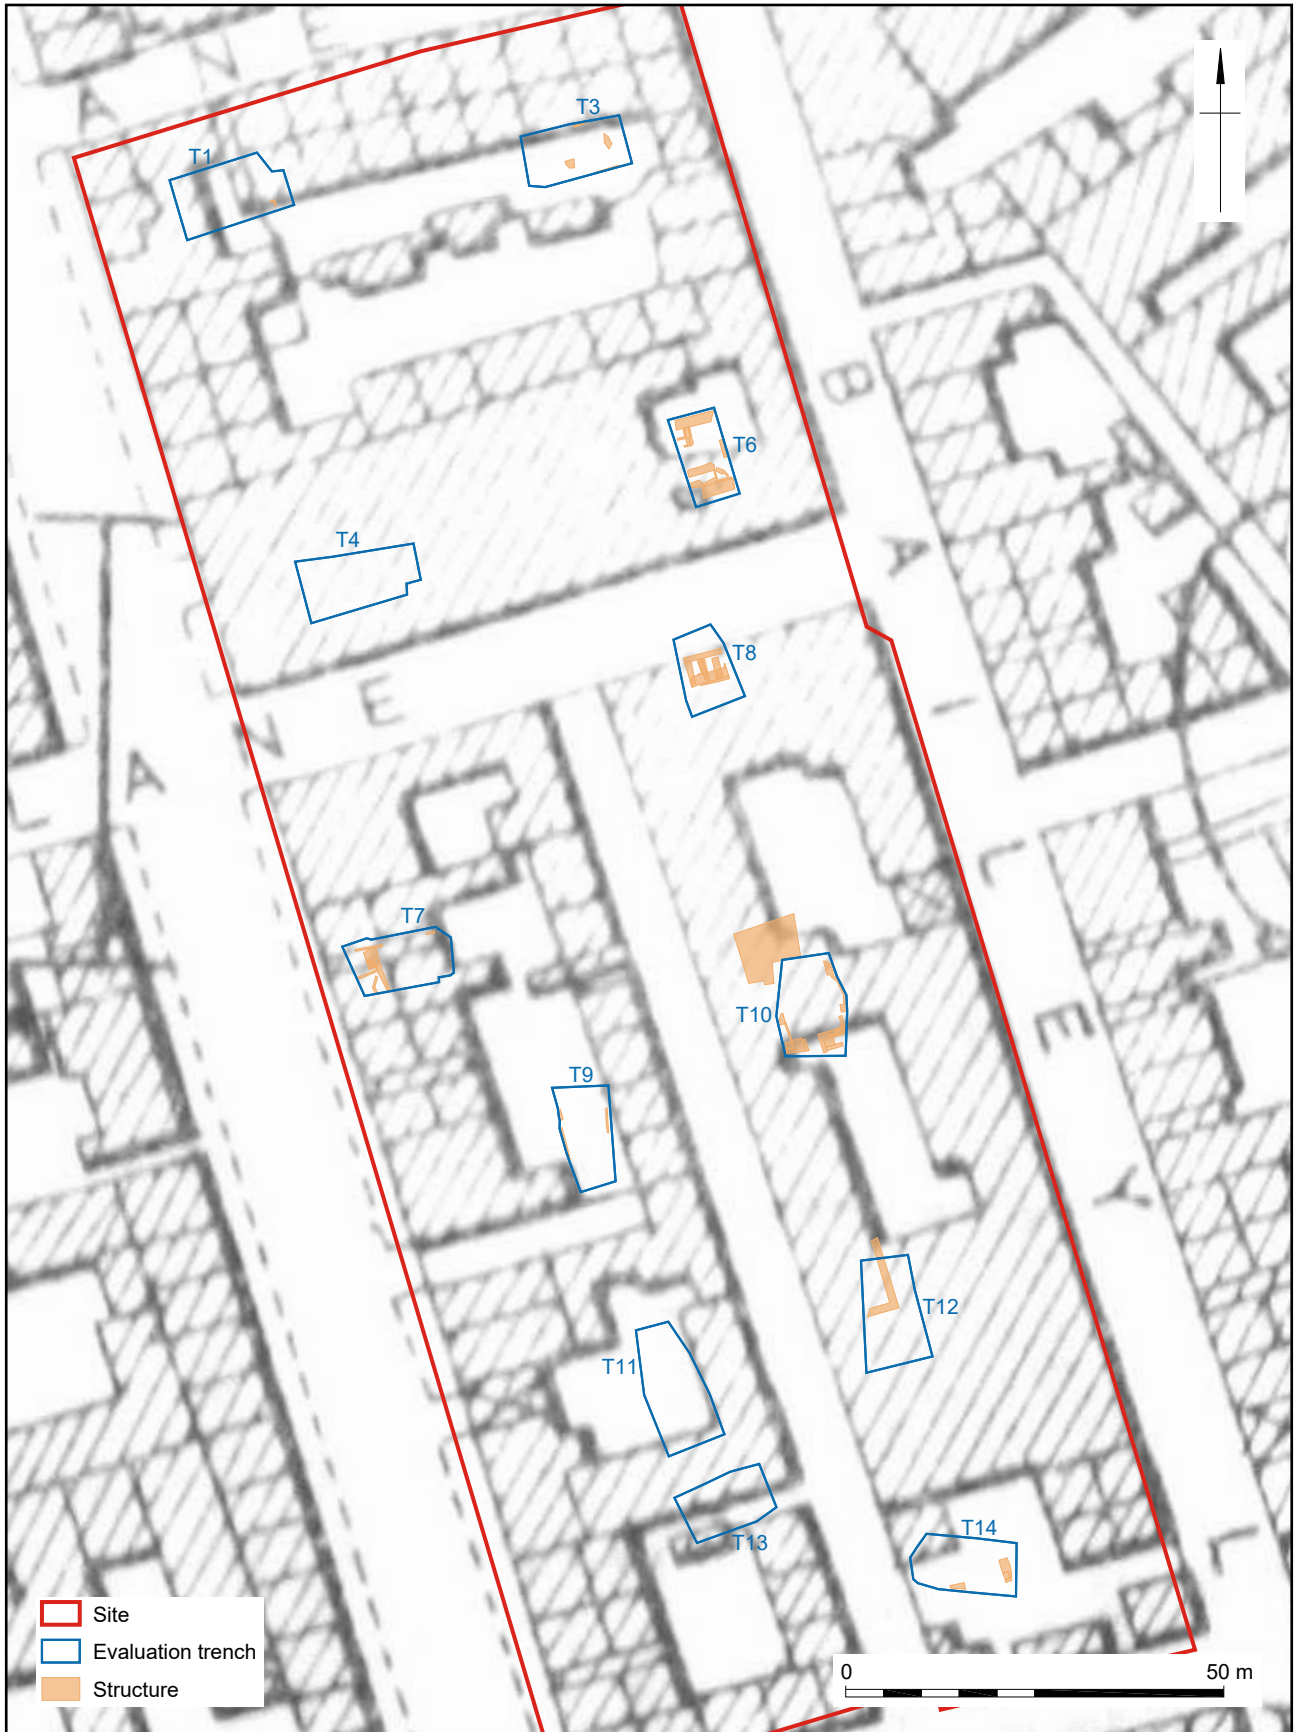 A N E
T1
T3
B
T6
T4
T8
N E
A I
L A
L
T7
E
T10
T9
Y
T12
T11
T13
T14
L
Site
Evaluation trench
Structure
0 50 m